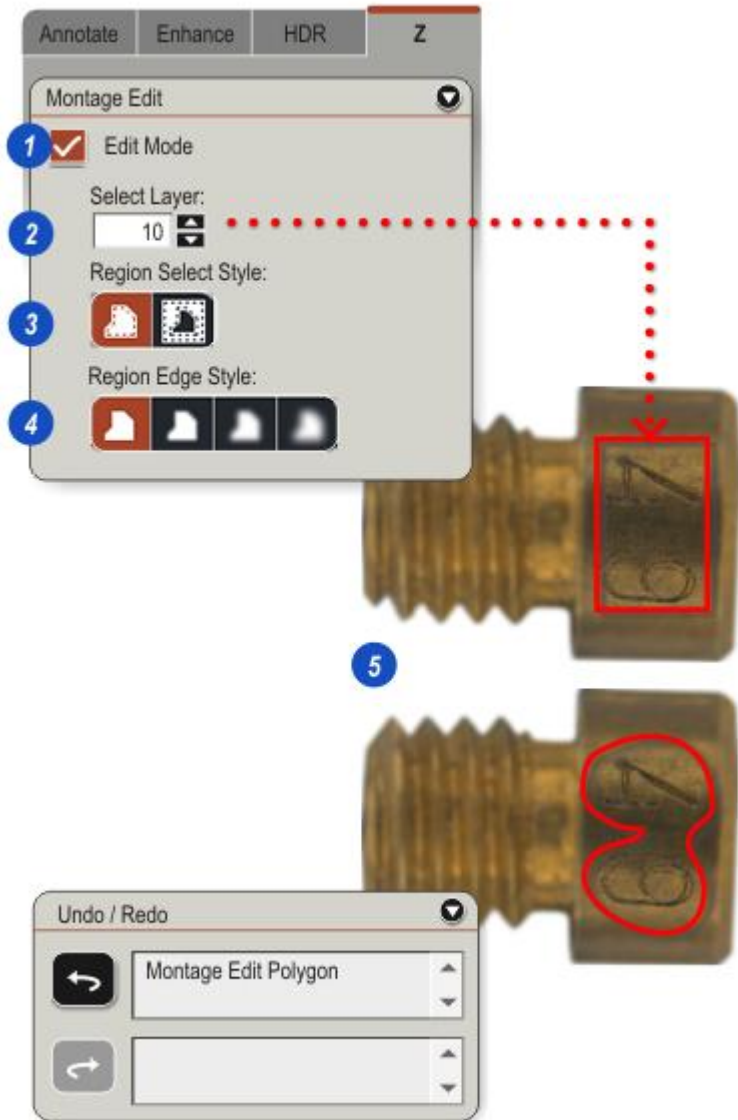 Annotate Enhance HDR Z
Montage Edit
1 Edit Mode
Select Layer:
2 10
Region Select Style:
3
Region Edge Style:
4
5
Undo / Redo
Montage Edit Polygon